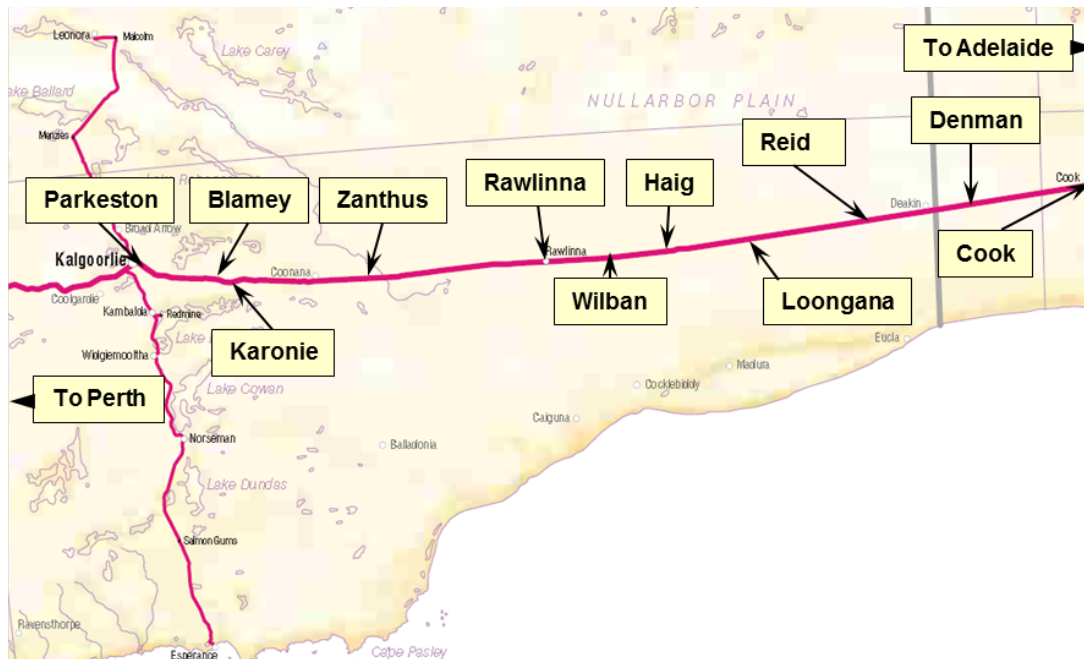 Leonora
Malcolm
Lake Carey
To Adelaide
Lake Ballard
NULLARBOR PLAIN
Menzies
Denman
Reid
Parkeston
Blamey
Zanthus
Rawlinna
Haig
Cook
Deakin
Broad Arrow
Kalgoorlie
Rawlinna
Cook
Coonana
Coolgardie
Wilban
Loongana
Kambalda
Redmine
Karonie
Eucla
Widgiemooltha
Madura
To Perth
Lake Cowan
Cocklebiddy
Caiguna
Norseman
Balladonia
Lake Dundas
Salmon Gums
Ravensthorpe
Esperance
Cape Pasley